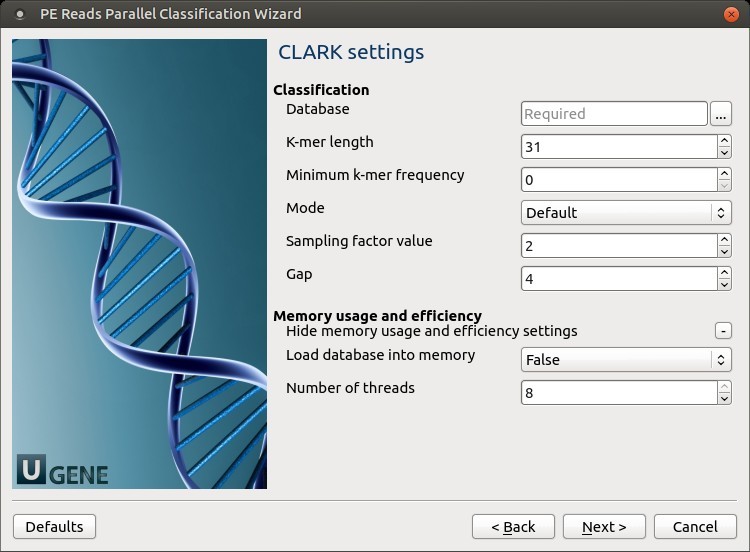 PE Reads Parallel Classification Wizard
CLARK settings
Classification
Database Required ...
K-mer length 31
Minimum k-mer frequency 0
Mode Default
Sampling factor value 2
Gap 4
Memory usage and efficiency
Hide memory usage and efficiency settings -
Load database into memory False
Number of threads 8
U GENE
Defaults < Back Next > Cancel